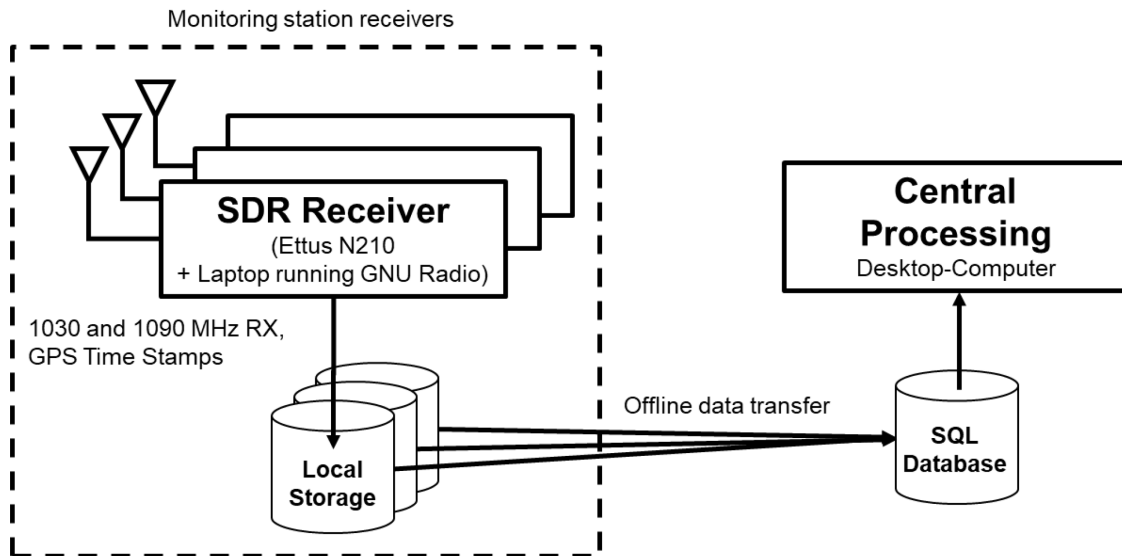 Monitoring station receivers
SDR Receiver
(Ettus N210
+ Laptop running GNU Radio)
Central
Processing
Desktop-Computer
1030 and 1090 MHz RX,
GPS Time Stamps
Offline data transfer
Local
Storage
SQL
Database